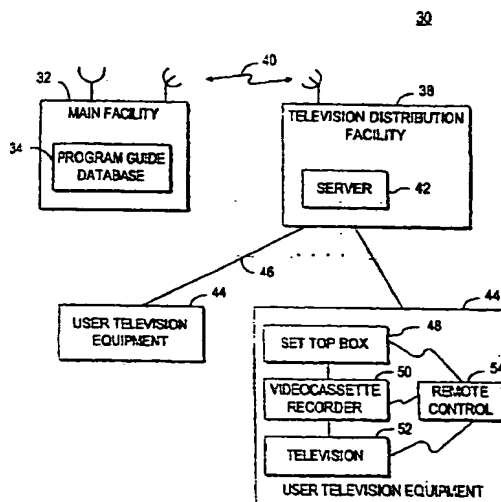 30
40
32
38
MAIN FACILITY
TELEVISION DISTRIBUTION
FACILITY
34
PROGRAM GUIDE
DATABASE
SERVER
42
46
44
44
USER TELEVISION
EQUIPMENT
48
SET TOP BOX
50
54
VIDEOCASSETTE
RECORDER
REMOTE
CONTROL
52
TELEVISION
USER TELEVISION EQUIPMENT